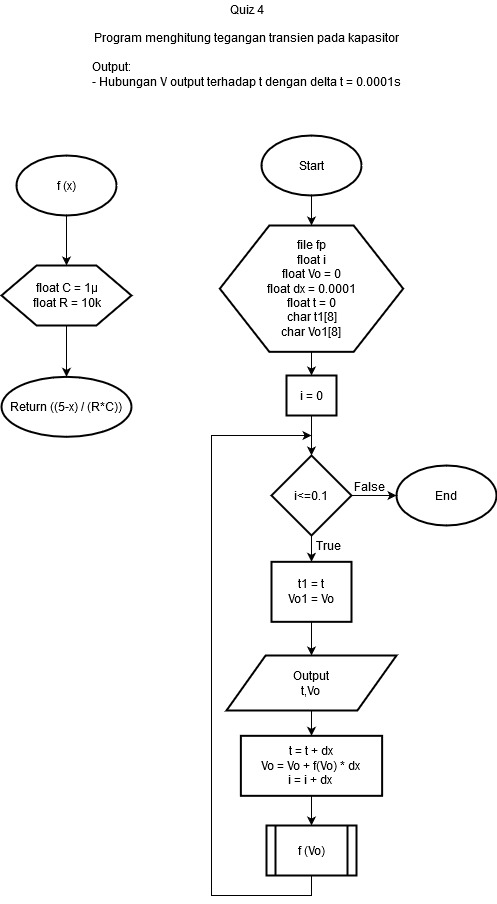 Quiz 4
Program menghitung tegangan transien pada kapasitor
Output:
- Hubungan V output terhadap t dengan delta t = 0.0001s
f (x)
float C = 1μ
float R = 10k
Return ((5-x) / (R*C))
Start
file fp
float i
float Vo = 0
float dx = 0.0001
float t = 0
char t1[8]
char Vo1[8]
i = 0
i<=0.1
False
End
True
t1 = t
Vo1 = Vo
Output
t,Vo
t = t + dx
Vo = Vo + f(Vo) * dx
i = i + dx
f (Vo)